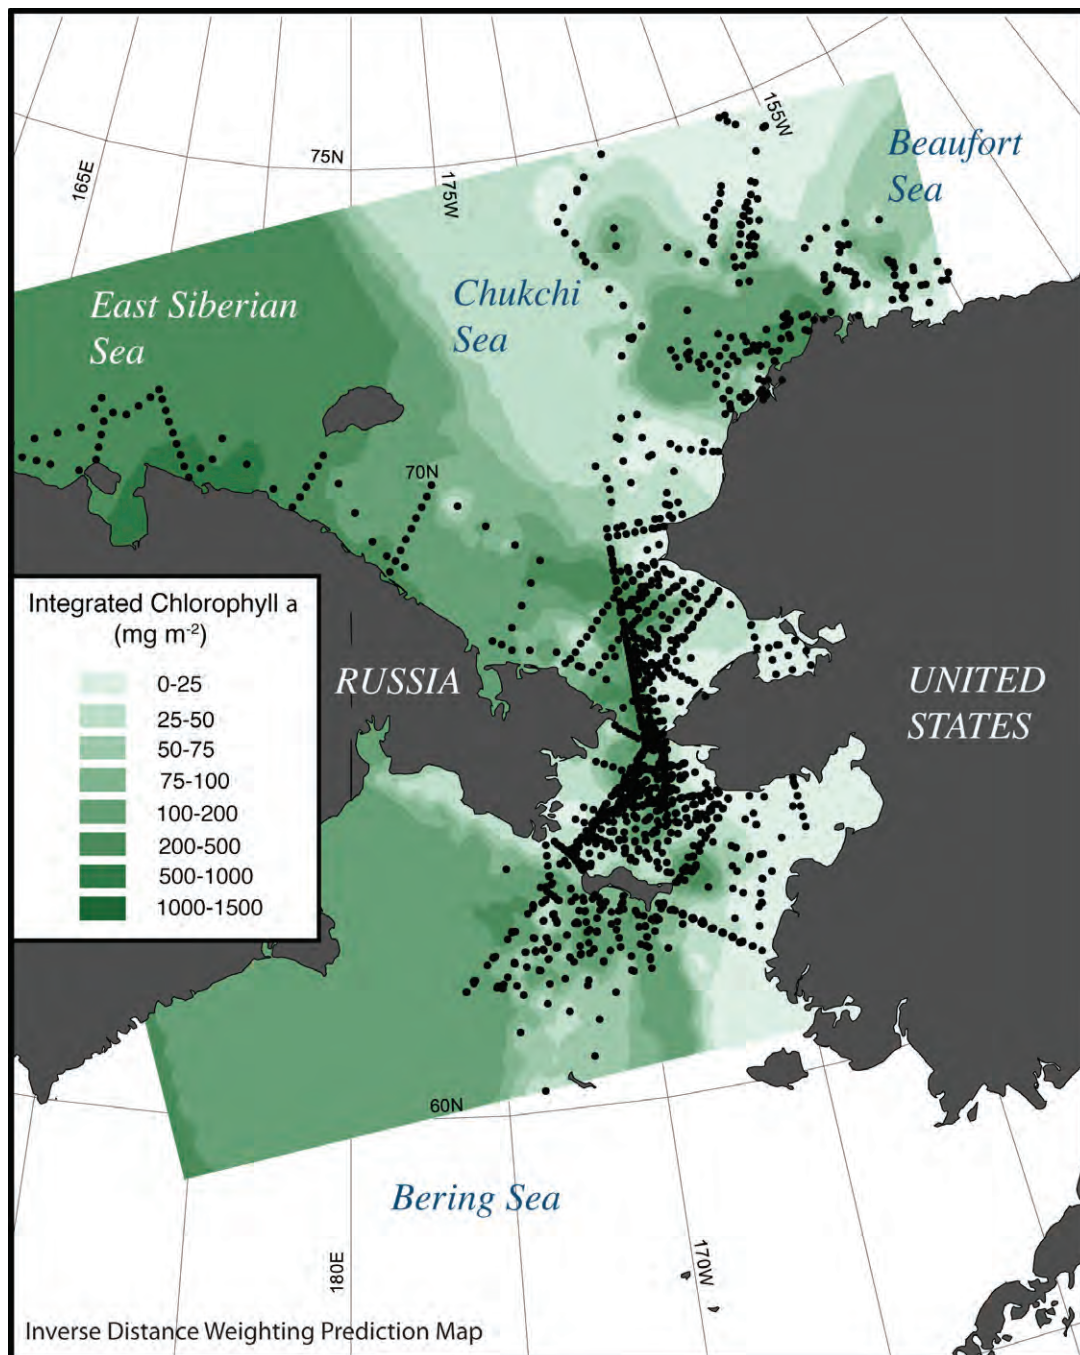 155W
Beaufort
Sea
75N
165E
175W
East Siberian
Sea
Chukchi
Sea
70N
Integrated Chlorophyll a
(mg m⁻²)
0-25
25-50
50-75
75-100
100-200
200-500
500-1000
1000-1500
RUSSIA
UNITED
STATES
60N
Bering Sea
180E
170W
Inverse Distance Weighting Prediction Map